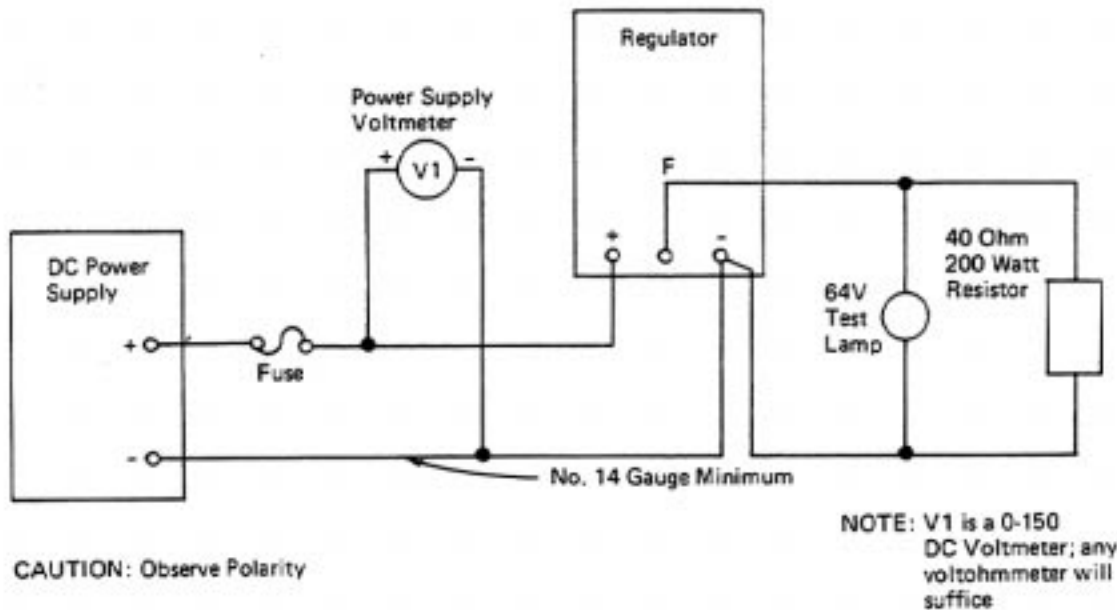 Regulator
Power Supply
Voltmeter
+ V1 -
F
+ -
DC Power
Supply
+
-
Fuse
64V
Test
Lamp
40 Ohm
200 Watt
Resistor
No. 14 Gauge Minimum
CAUTION: Observe Polarity
NOTE: V1 is a 0-150
DC Voltmeter; any
voltohmmeter will
suffice